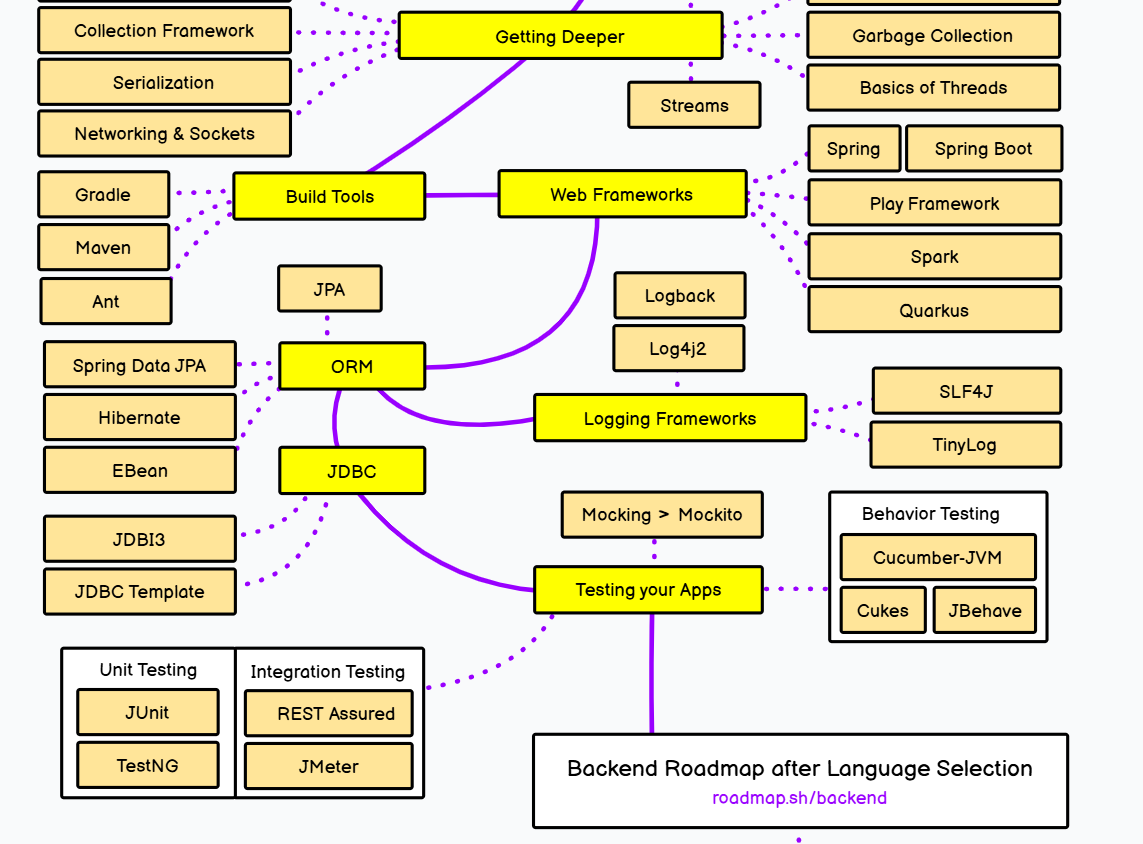 Collection Framework
Getting Deeper
Garbage Collection
Serialization
Basics of Threads
Streams
Networking & Sockets
Spring
Spring Boot
Gradle
Build Tools
Web Frameworks
Play Framework
Maven
Spark
Ant
JPA
Logback
Quarkus
Log4j2
Spring Data JPA
ORM
SLF4J
Hibernate
Logging Frameworks
TinyLog
EBean
JDBC
Mocking > Mockito
Behavior Testing
JDBI3
Cucumber-JVM
JDBC Template
Testing your Apps
Cukes
JBehave
Unit Testing
Integration Testing
JUnit
REST Assured
TestNG
JMeter
Backend Roadmap after Language Selection
roadmap.sh/backend